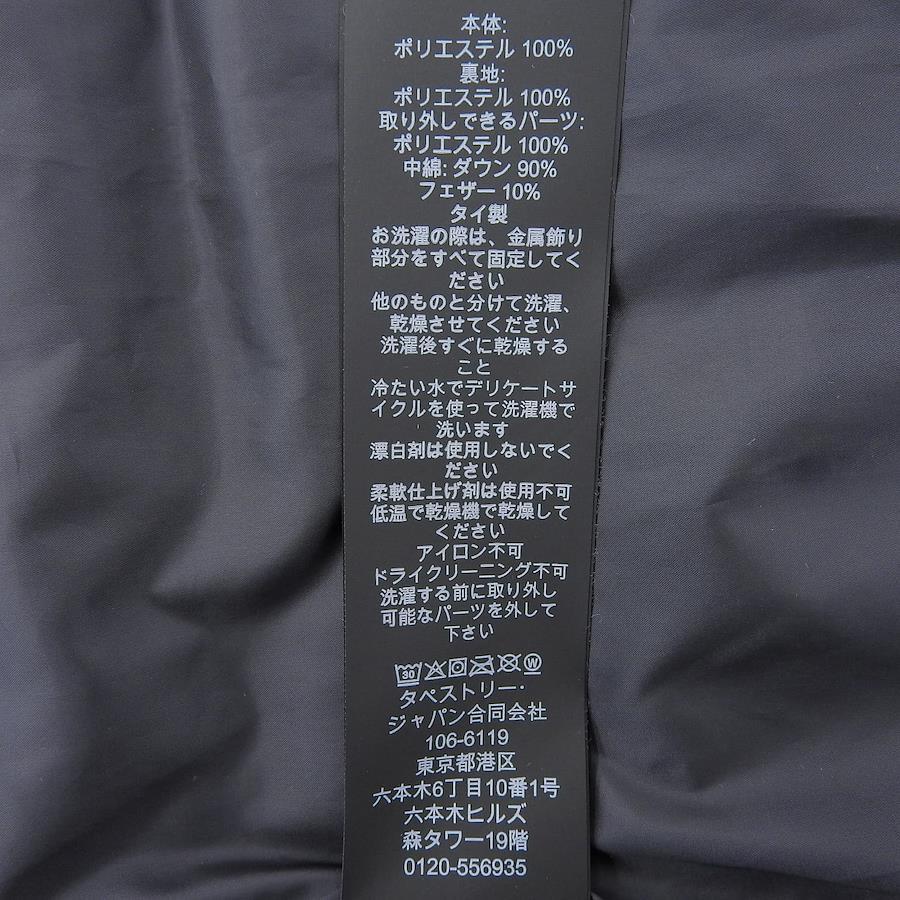 本体:
ポリエステル 100%
裏地:
ポリエステル 100%
取り外しできるパーツ:
ポリエステル 100%
中綿: ダウン 90%
フェザー 10%
タイ製
お洗濯の際は、金属飾り
部分をすべて固定してく
ださい
他のものと分けて洗濯、
乾燥させてください
洗濯後すぐに乾燥する
こと
冷たい水でデリケートサ
イクルを使って洗濯機で
洗います
漂白剤は使用しないでく
ださい
柔軟仕上げ剤は使用不可
低温で乾燥機で乾燥して
ください
アイロン不可
ドライクリーニング不可
洗濯する前に取り外し
可能なパーツを外して
下さい
30 W
タペストリー・
ジャパン合同会社
106-6119
東京都港区
六本木6丁目10番1号
六本木ヒルズ
森タワー19階
0120-556935